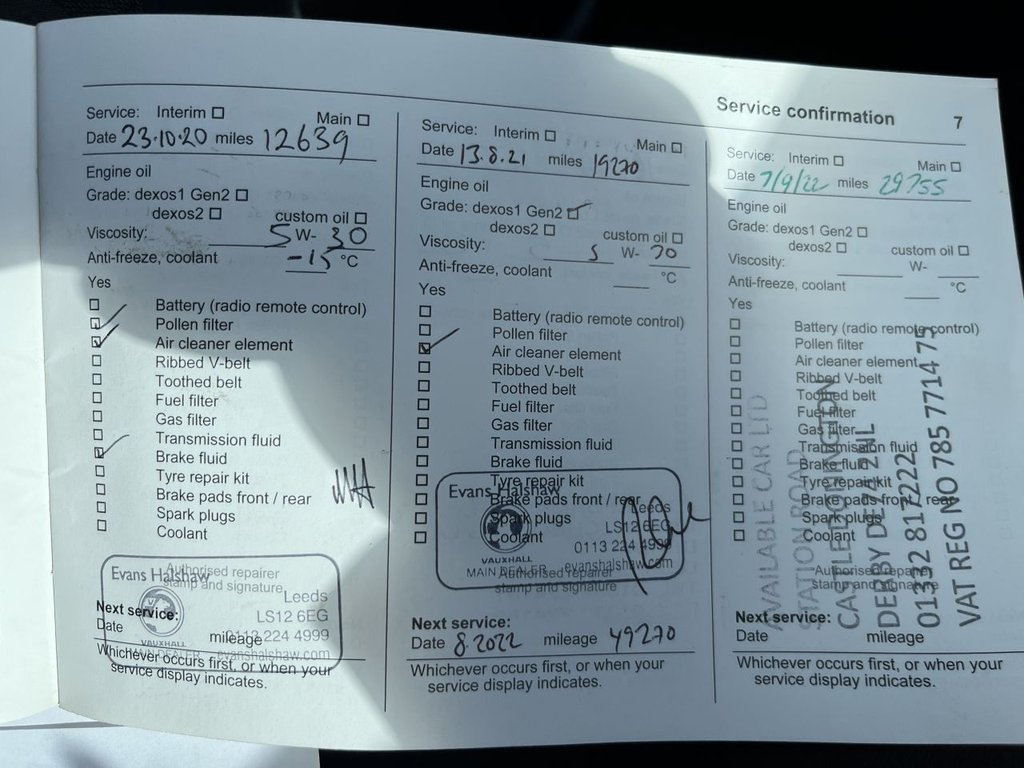 Service confirmation 7
Service: Interim ☐ Main ☐
Date 23.10.20 miles 12639
Engine oil
Grade: dexos1 Gen2 ☐
dexos2 ☐ custom oil ☐
Viscosity: 5 W- 30
Anti-freeze, coolant -15 °C
Yes
☐ Battery (radio remote control)
☑ Pollen filter
☑ Air cleaner element
☐ Ribbed V-belt
☐ Toothed belt
☐ Fuel filter
☐ Gas filter
☐ Transmission fluid
☑ Brake fluid
☐ Tyre repair kit
☐ Brake pads front / rear
☐ Spark plugs
☐ Coolant
Evans Halshaw
Authorised repairer
stamp and signature
Leeds
LS12 6EG
0113 224 4999
VAUXHALL
MAIN DEALER evanshalshaw.com
Next service:
Date mileage
Whichever occurs first, or when your
service display indicates.
Service: Interim ☐ Main ☐
Date 13.8.21 miles 19270
Engine oil
Grade: dexos1 Gen2 ☑
dexos2 ☐ custom oil ☐
Viscosity: 5 W- 30
Anti-freeze, coolant °C
Yes
☐ Battery (radio remote control)
☐ Pollen filter
☑ Air cleaner element
☐ Ribbed V-belt
☐ Toothed belt
☐ Fuel filter
☐ Gas filter
☐ Transmission fluid
☐ Brake fluid
☐ Tyre repair kit
☐ Brake pads front / rear
☐ Spark plugs
☐ Coolant
Evans Halshaw
Leeds
LS12 6EG
0113 224 4999
VAUXHALL
MAIN DEALER evanshalshaw.com
Authorised repairer
stamp and signature
Next service:
Date 8.2022 mileage 49270
Whichever occurs first, or when your
service display indicates.
Service: Interim ☐ Main ☐
Date 7/9/22 miles 29755
Engine oil
Grade: dexos1 Gen2 ☐
dexos2 ☐ custom oil ☐
Viscosity: W-
Anti-freeze, coolant °C
Yes
☐ Battery (radio remote control)
☐ Pollen filter
☐ Air cleaner element
☐ Ribbed V-belt
☐ Toothed belt
☐ Fuel filter
☐ Gas filter
☐ Transmission fluid
☐ Brake fluid
☐ Tyre repair kit
☐ Brake pads front / rear
☐ Spark plugs
☐ Coolant
Authorised repairer
stamp and signature
AVAILABLE CAR LTD
STATION ROAD
CASTLE DONINGTON
DERBY DE74 2NL
01332 817222
VAT REG NO 785 7714 75
Next service:
Date mileage
Whichever occurs first, or when your
service display indicates.